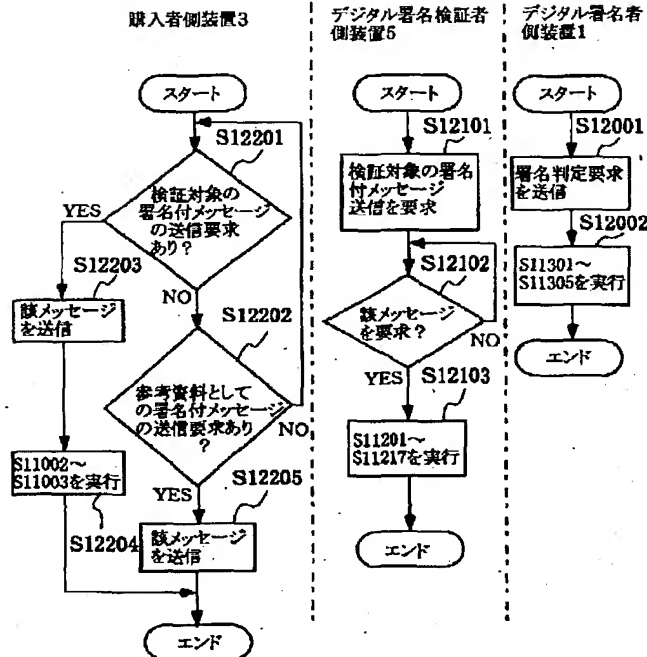 購入者側装置3
スタート
S12201
検証対象の
署名付メッセージ
の送信要求
あり?
YES
NO
S12203
該メッセージ
を送信
S12202
参考資料として
の署名付メッセージ
の送信要求あり
?
NO
YES
S11002~
S11003を実行
S12204
S12205
該メッセージ
を送信
エンド
デジタル署名検証者
側装置5
スタート
S12101
検証対象の署名
付メッセージ
送信を要求
S12102
該メッセージ
を要求?
NO
YES
S12103
S11201~
S11217を実行
エンド
デジタル署名者
側装置1
スタート
S12001
署名判定要求
を送信
S12002
S11301~
S11305を実行
エンド